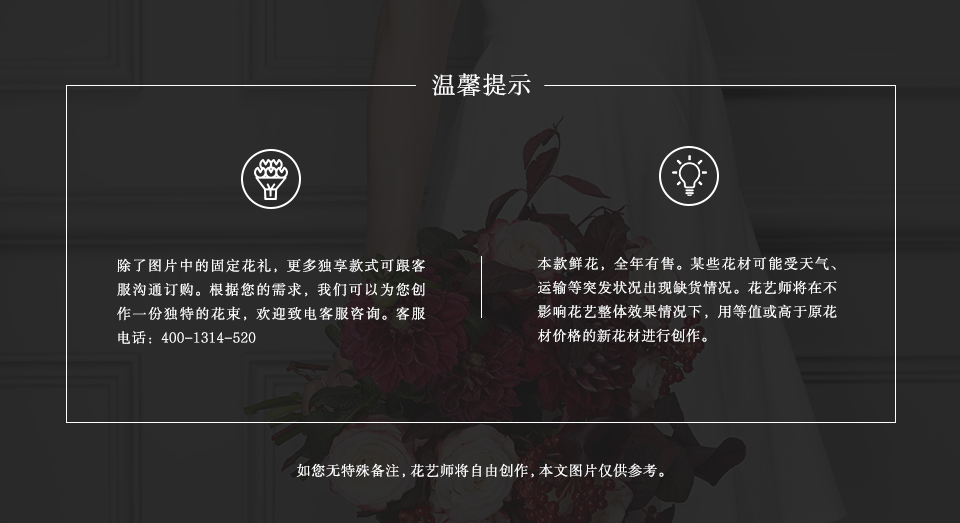 温馨提示
除了图片中的固定花礼，更多独享款式可跟客
服沟通订购。根据您的需求，我们可以为您创
作一份独特的花束，欢迎致电客服咨询。客服
电话：400-1314-520
本款鲜花，全年有售。某些花材可能受天气、
运输等突发状况出现缺货情况。花艺师将在不
影响花艺整体效果情况下，用等值或高于原花
材价格的新花材进行创作。
如您无特殊备注，花艺师将自由创作，本文图片仅供参考。